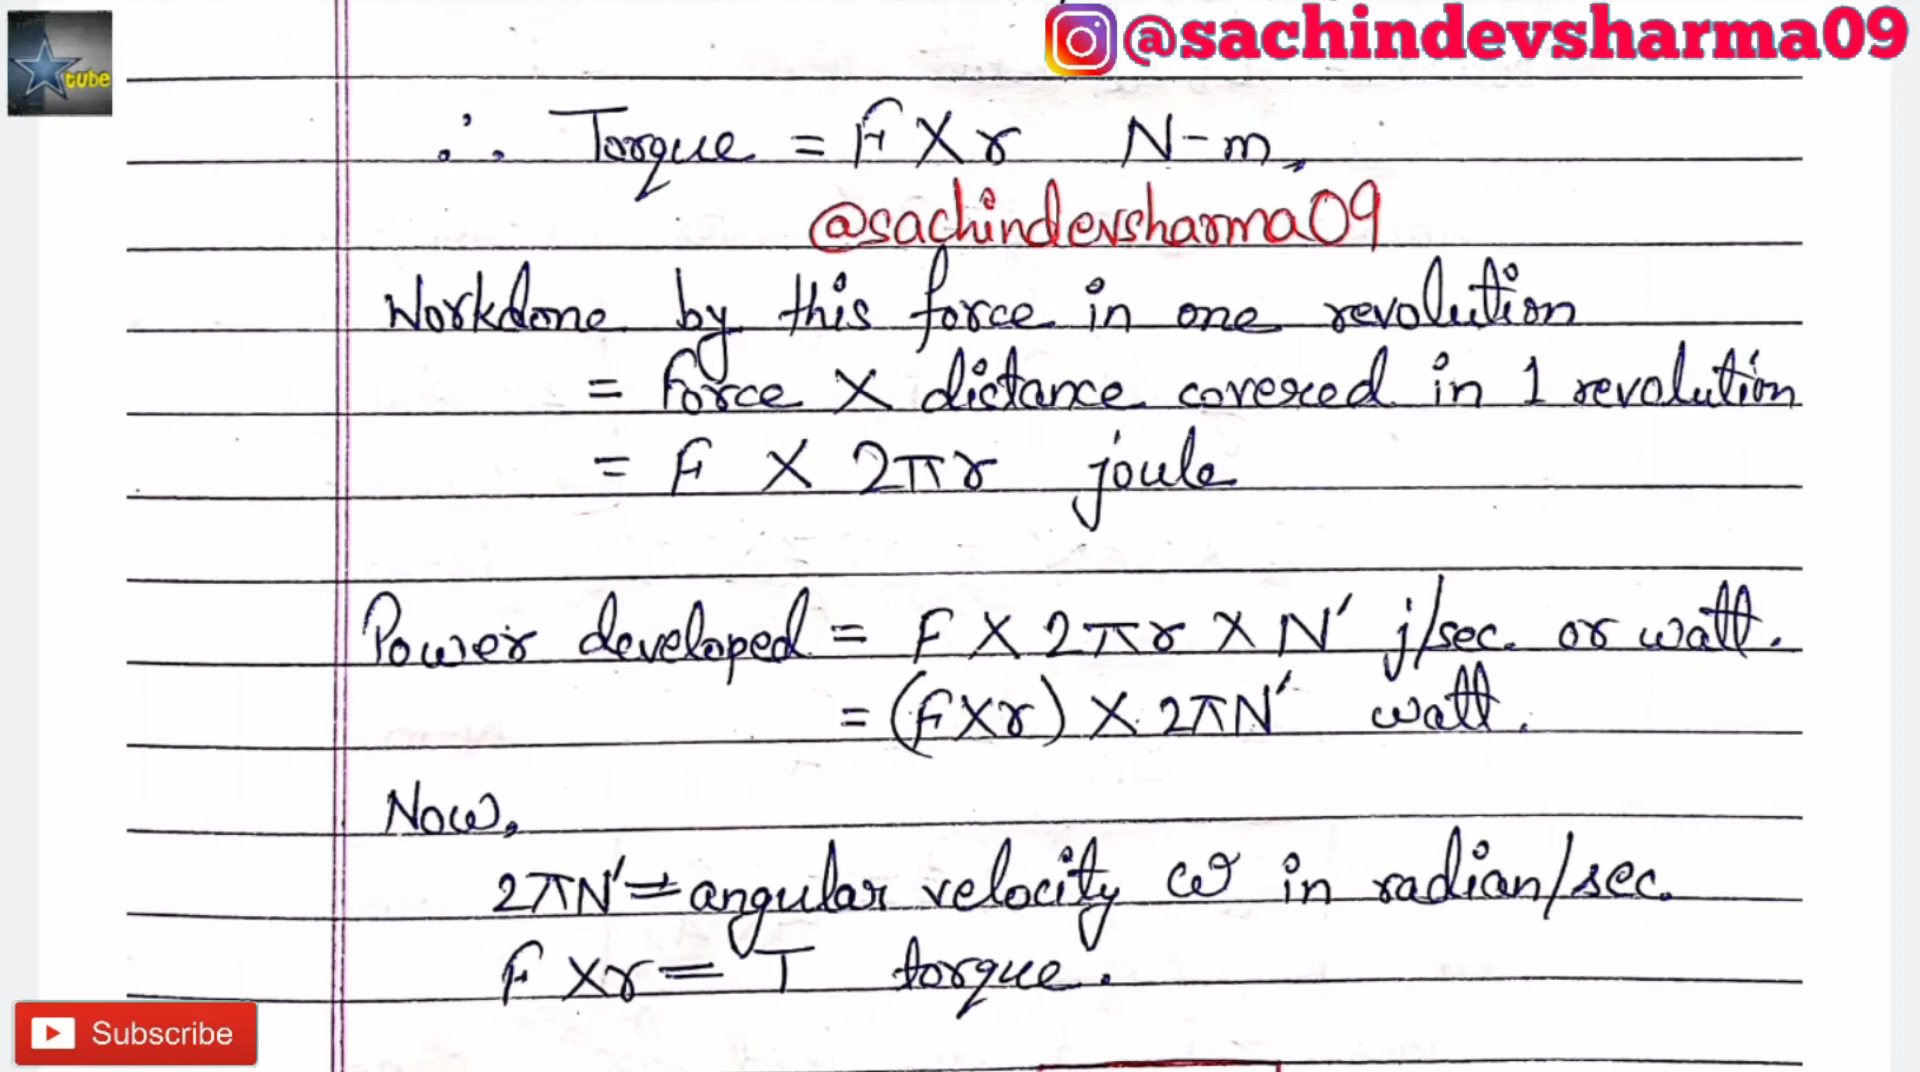 @sachindevsharma09
tube
∴ Torque = F X r N-m,
@sachindevsharma09
Workdone by this force in one revolution
= force X distance covered in 1 revolution
= F X 2πr joule
Power developed = F X 2πr X N' j/sec. or watt.
= (F X r) X 2πN' watt.
Now,
2πN' = angular velocity ω in radian/sec.
F X r = T torque.
Subscribe